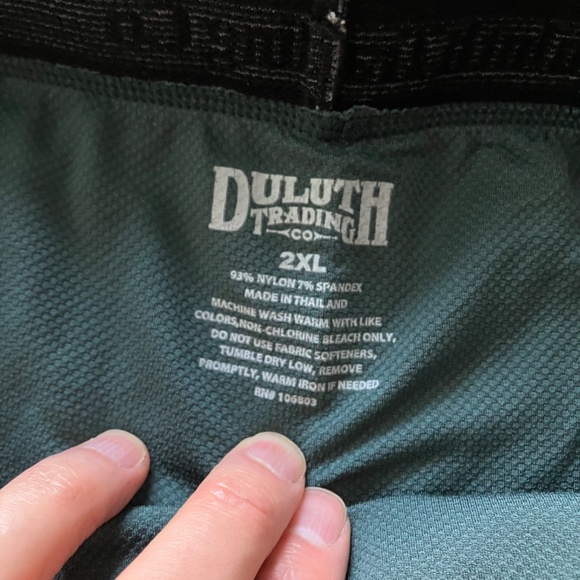 DULUTH
TRADING
CO
2XL
93% NYLON 7% SPANDEX
MADE IN THAILAND
MACHINE WASH WARM WITH LIKE
COLORS,NON-CHLORINE BLEACH ONLY,
DO NOT USE FABRIC SOFTENERS,
TUMBLE DRY LOW, REMOVE
PROMPTLY, WARM IRON IF NEEDED
RN# 106803